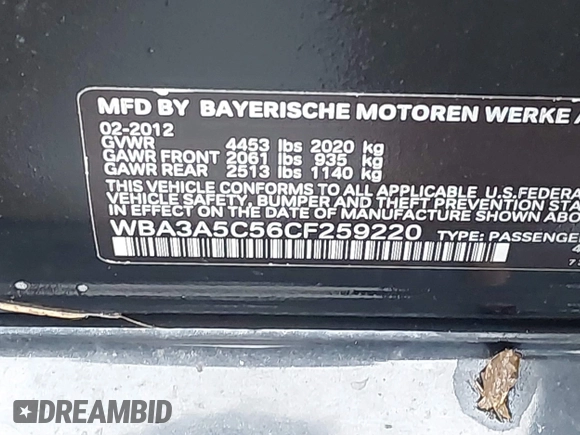 MFD BY BAYERISCHE MOTOREN WERKE
02-2012
GVWR 4453 lbs 2020 kg
GAWR FRONT 2061 lbs 935 kg
GAWR REAR 2513 lbs 1140 kg
THIS VEHICLE CONFORMS TO ALL APPLICABLE U.S. FEDERA
VEHICLE SAFETY, BUMPER AND THEFT PREVENTION STA
EFFECT ON THE DATE OF MANUFACTURE SHOWN
WBA3A5C56CF259220 TYPE: PASSENGE
DREAMBID